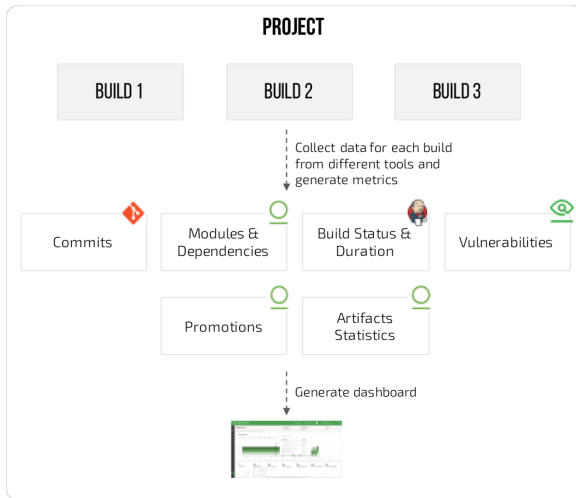 PROJECT
BUILD 1
BUILD 2
BUILD 3
Collect data for each build
from different tools and
generate metrics
Commits
Modules &
Dependencies
Build Status &
Duration
Vulnerabilities
Promotions
Artifacts
Statistics
Generate dashboard